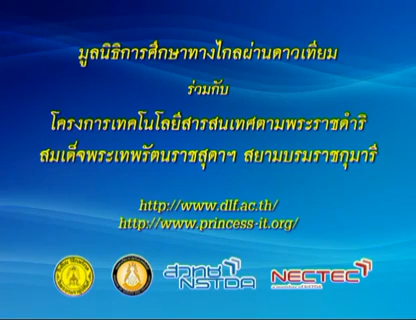 มูลนิธิการศึกษาทางไกลผ่านดาวเทียม
ร่วมกับ
โครงการเทคโนโลยีสารสนเทศตามพระราชดำริ
สมเด็จพระเทพรัตนราชสุดาฯ สยามบรมราชกุมารี
http://www.dlf.ac.th/
http://www.princess-it.org/
สวทช
NSTDA
NECTEC